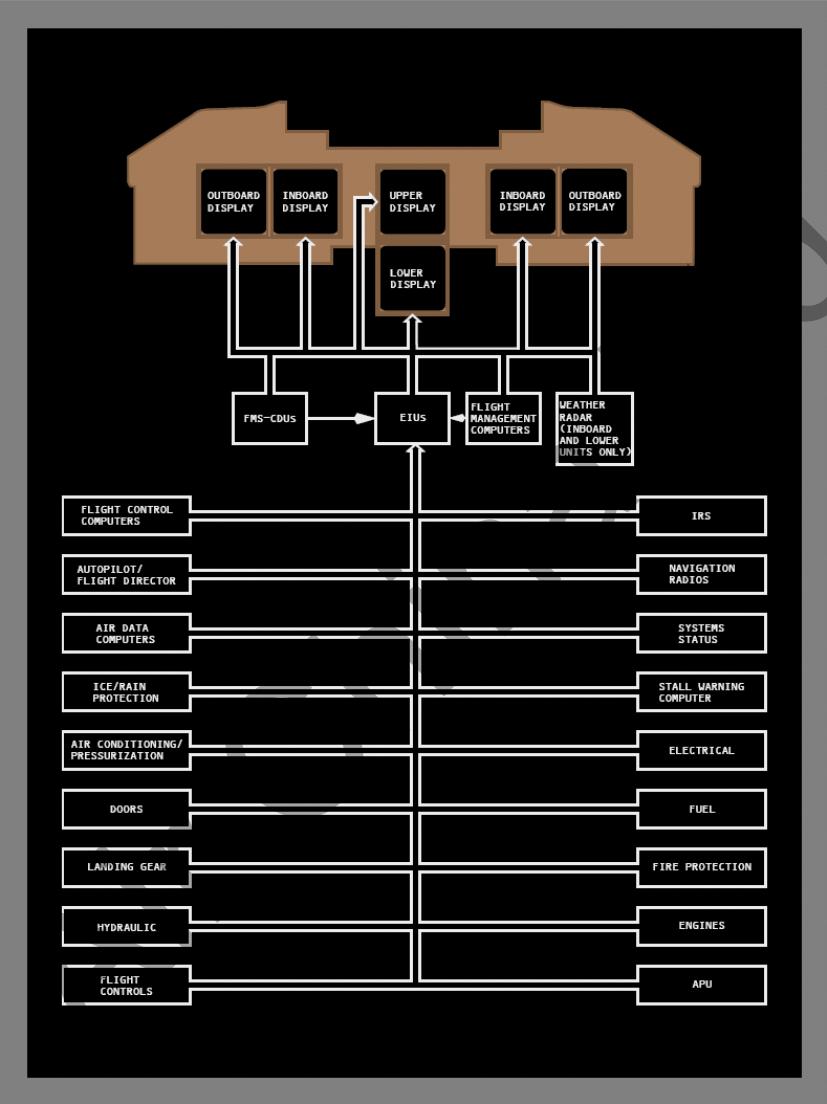 OUTBOARD
DISPLAY
INBOARD
DISPLAY
UPPER
DISPLAY
INBOARD
DISPLAY
OUTBOARD
DISPLAY
LOWER
DISPLAY
FMS-CDUs
EIUs
FLIGHT
MANAGEMENT
COMPUTERS
WEATHER
RADAR
(INBOARD
AND LOWER
UNITS ONLY)
FLIGHT CONTROL
COMPUTERS
IRS
AUTOPILOT/
FLIGHT DIRECTOR
NAVIGATION
RADIOS
AIR DATA
COMPUTERS
SYSTEMS
STATUS
ICE/RAIN
PROTECTION
STALL WARNING
COMPUTER
AIR CONDITIONING/
PRESSURIZATION
ELECTRICAL
DOORS
FUEL
LANDING GEAR
FIRE PROTECTION
HYDRAULIC
ENGINES
FLIGHT
CONTROLS
APU